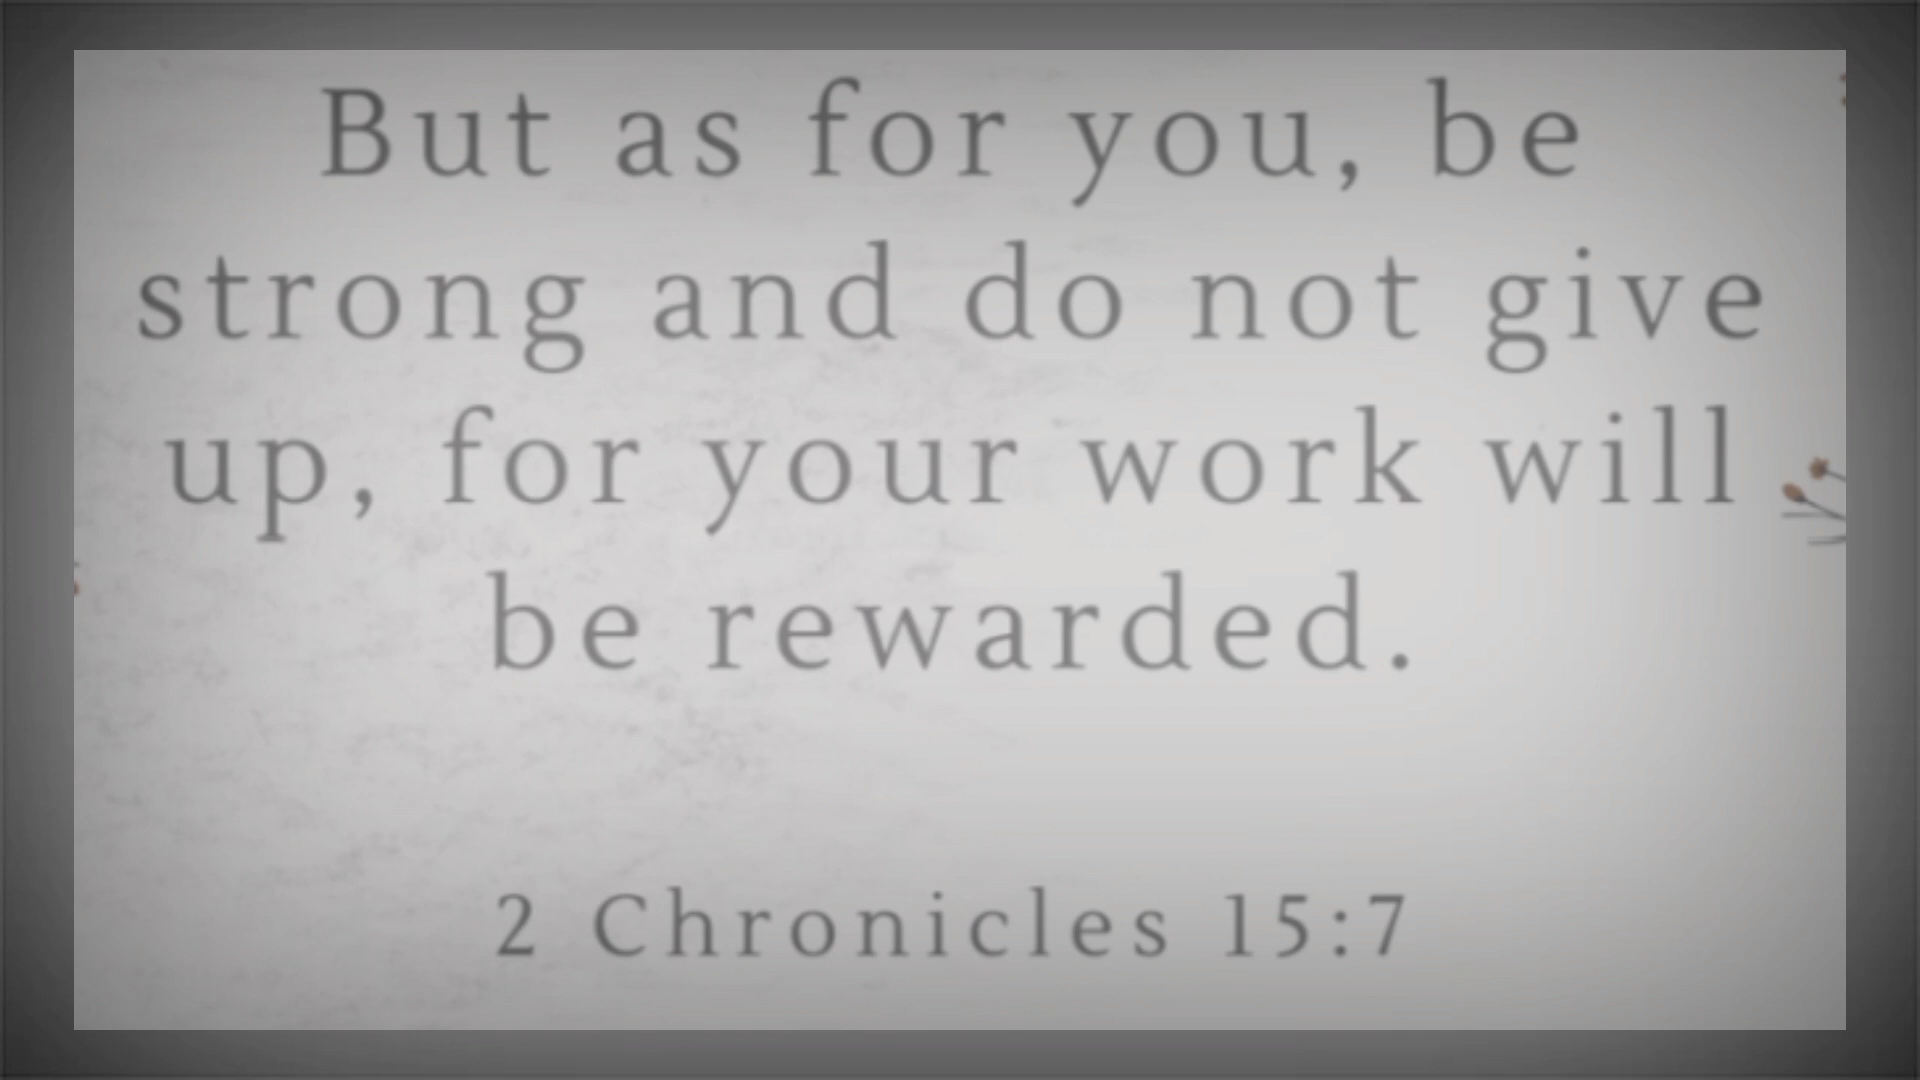 But as for you, be
strong and do not give
up, for your work will
be rewarded.
2 Chronicles 15:7